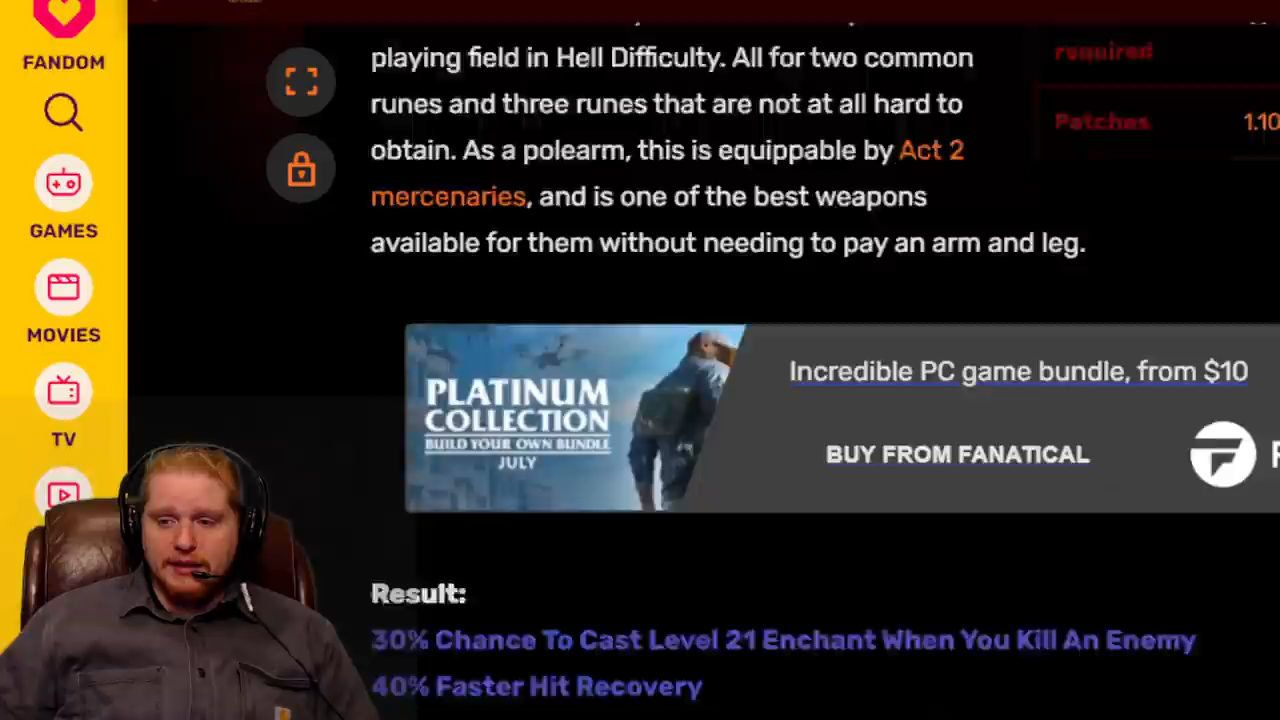 FANDOM
GAMES
MOVIES
TV
playing field in Hell Difficulty. All for two common
runes and three runes that are not at all hard to
obtain. As a polearm, this is equippable by Act 2
mercenaries, and is one of the best weapons
available for them without needing to pay an arm and leg.
required
Patches 1.10
PLATINUM
COLLECTION
BUILD YOUR OWN BUNDLE
JULY
Incredible PC game bundle, from $10
BUY FROM FANATICAL
Result:
30% Chance To Cast Level 21 Enchant When You Kill An Enemy
40% Faster Hit Recovery